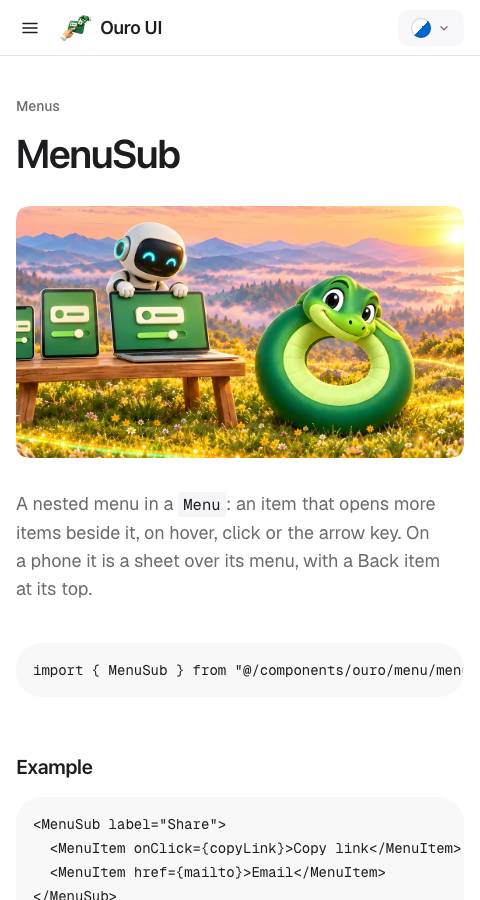 Ouro UI
Menus
MenuSub
A nested menu in a Menu: an item that opens more
items beside it, on hover, click or the arrow key. On
a phone it is a sheet over its menu, with a Back item
at its top.
import { MenuSub } from "@/components/ouro/menu/men
Example
<MenuSub label="Share">
  <MenuItem onClick={copyLink}>Copy link</MenuItem>
  <MenuItem href={mailto}>Email</MenuItem>
</MenuSub>